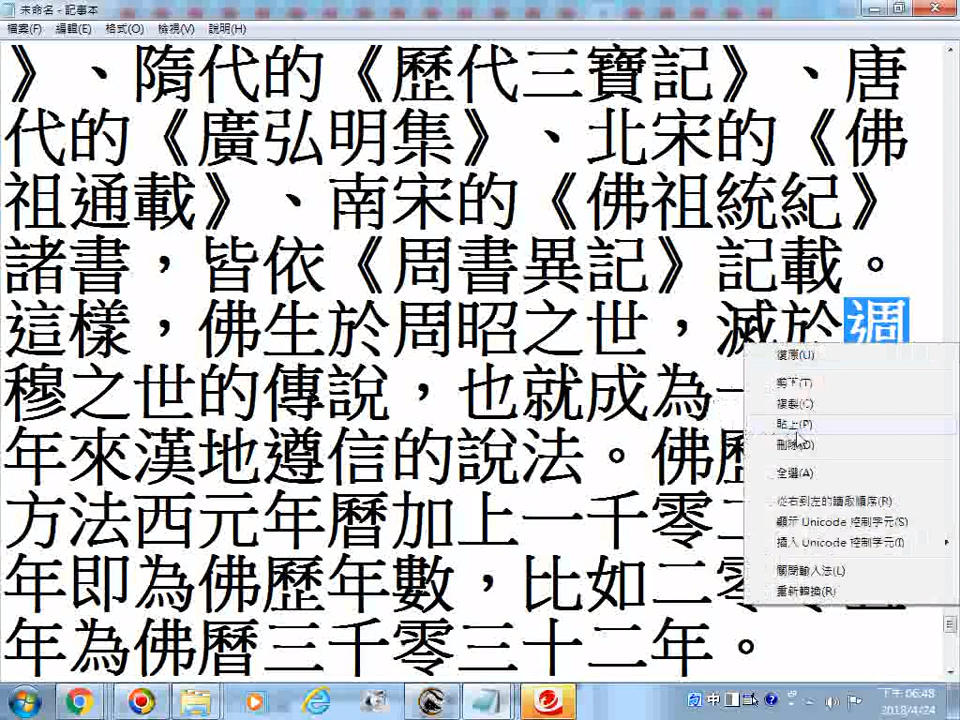 未命名 - 記事本
檔案(F) 編輯(E) 格式(O) 檢視(V) 說明(H)
》、隋代的《歷代三寶記》、唐
代的《廣弘明集》、北宋的《佛
祖通載》、南宋的《佛祖統紀》
諸書，皆依《周書異記》記載。
這樣，佛生於周昭之世，滅於週
穆之世的傳說，也就成為一
年來漢地遵信的說法。佛歷
方法西元年曆加上一千零二
年即為佛歷年數，比如二零
年為佛曆三千零三十二年。
復原(U)
剪下(T)
複製(C)
貼上(P)
刪除(D)
全選(A)
從右到左的讀取順序(R)
顯示 Unicode 控制字元(S)
插入 Unicode 控制字元(I)
關閉輸入法(L)
重新轉換(R)
中
下午 06:48
2018/4/24